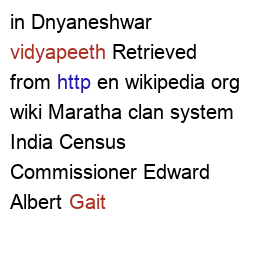 in Dnyaneshwar
vidyapeeth Retrieved
from http en wikipedia org
wiki Maratha clan system
India Census
Commissioner Edward
Albert Gait